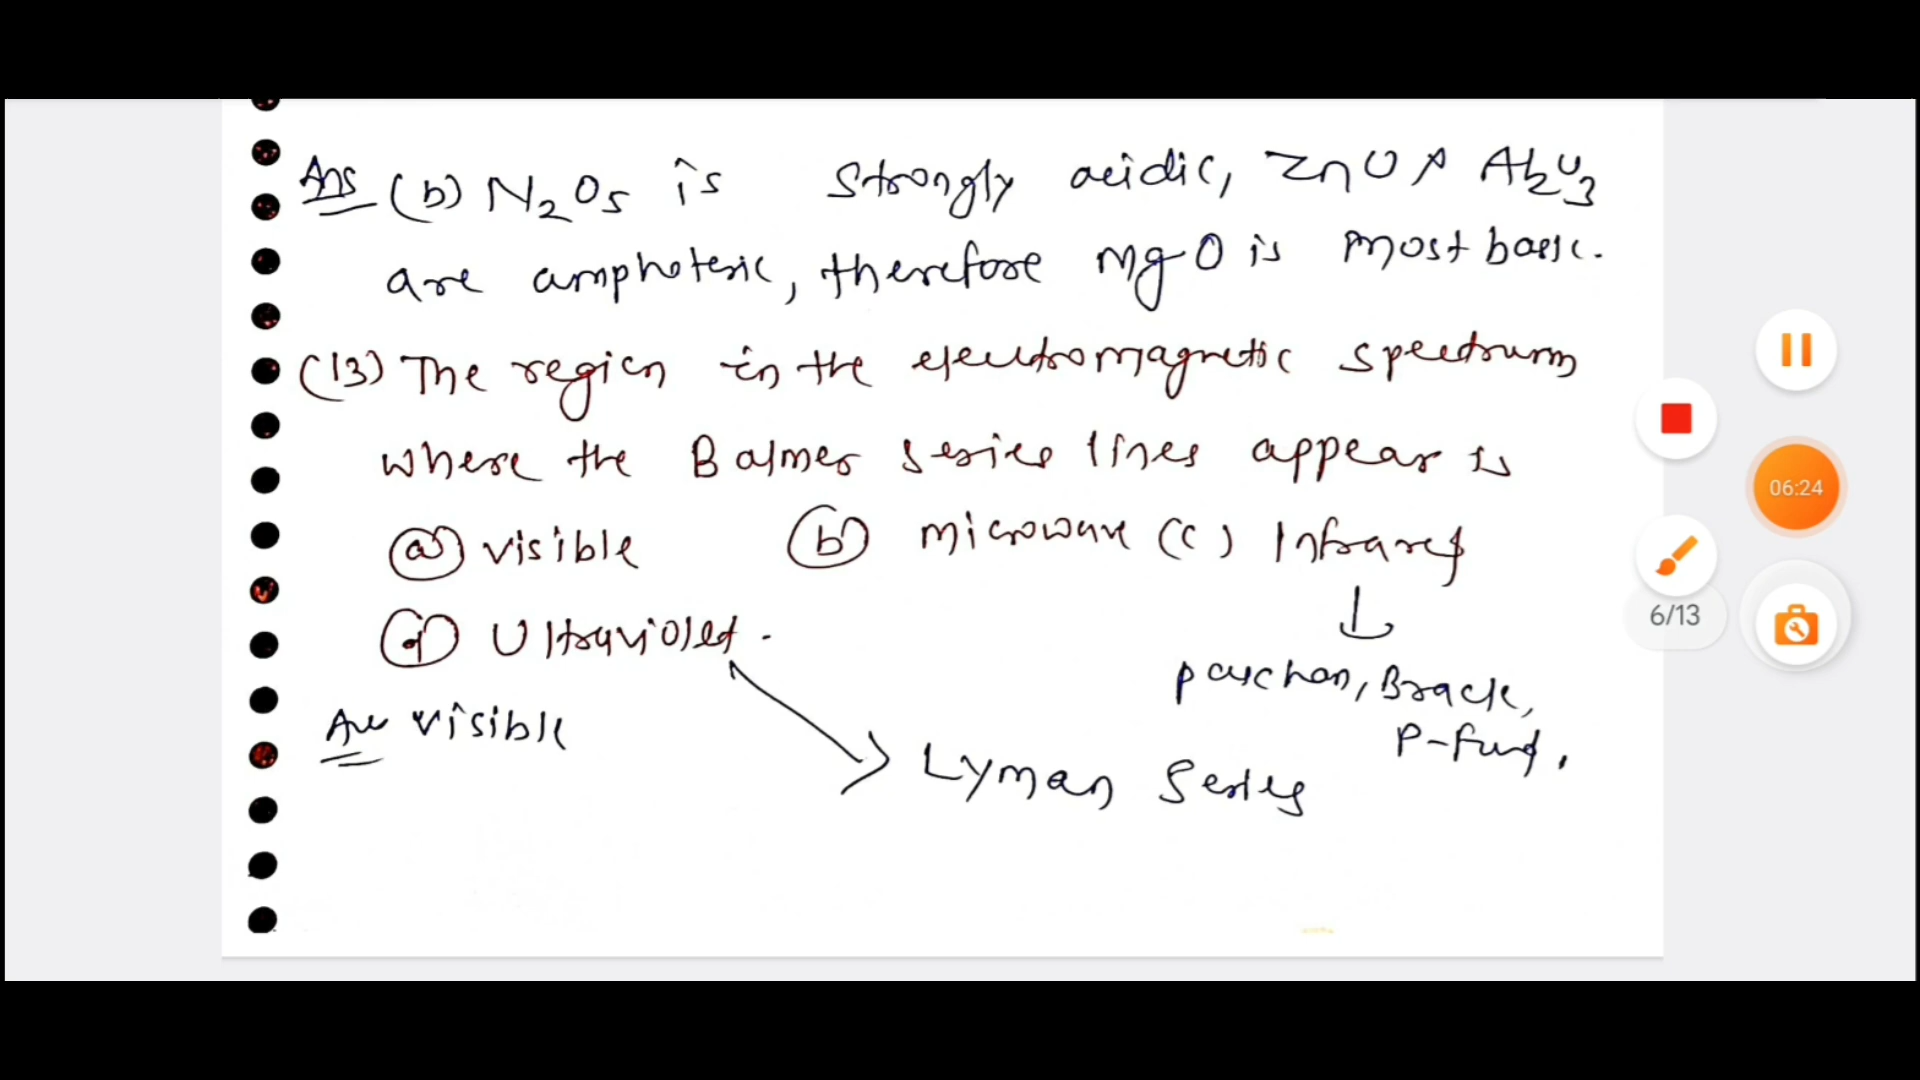 Ans (b) N2O5 is strongly acidic, ZnO & Al2O3
are amphoteric, therefore MgO is most basic.
(13) The region in the electromagnetic spectrum
where the Balmer series lines appear is
(a) visible (b) microwave (c) Infrared
(d) Ultraviolet.
Paschan, Brack,
P-fund,
Ans visible
Lyman Series
06:24
6/13